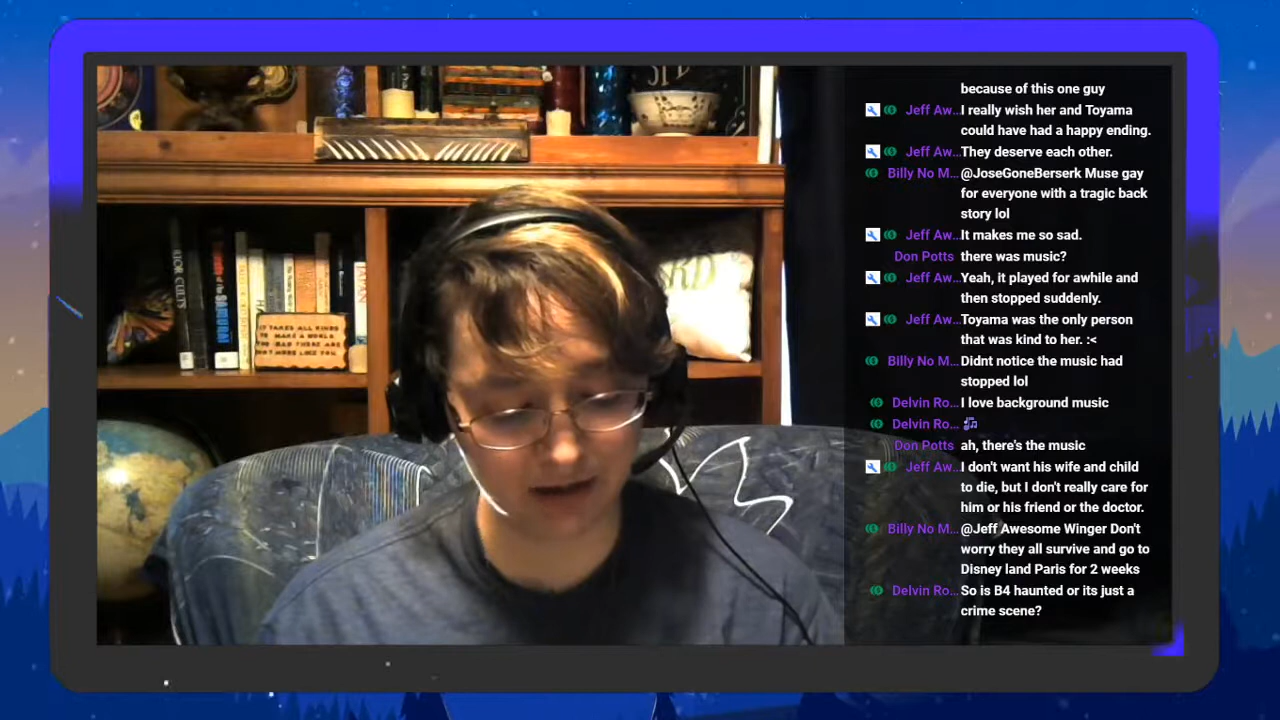 IT TAKES ALL KINDS
TO MAKE A WORLD
SAMURAI
because of this one guy
Jeff Aw... I really wish her and Toyama
could have had a happy ending.
Jeff Aw... They deserve each other.
Billy No M... @JoseGoneBerserk Muse gay
for everyone with a tragic back
story lol
Jeff Aw... It makes me so sad.
Don Potts there was music?
Jeff Aw... Yeah, it played for awhile and
then stopped suddenly.
Jeff Aw... Toyama was the only person
that was kind to her. :<
Billy No M... Didnt notice the music had
stopped lol
Delvin Ro... I love background music
Delvin Ro... 🎶
Don Potts ah, there's the music
Jeff Aw... I don't want his wife and child
to die, but I don't really care for
him or his friend or the doctor.
Billy No M... @Jeff Awesome Winger Don't
worry they all survive and go to
Disney land Paris for 2 weeks
Delvin Ro... So is B4 haunted or its just a
crime scene?